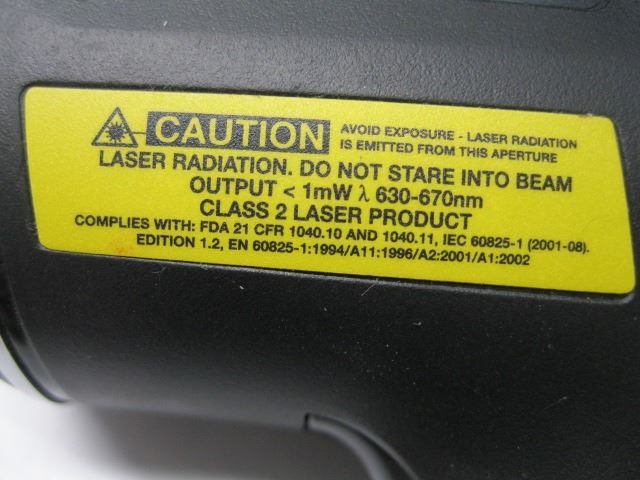 CAUTION AVOID EXPOSURE - LASER RADIATION
IS EMITTED FROM THIS APERTURE
LASER RADIATION. DO NOT STARE INTO BEAM
OUTPUT < 1mW λ 630-670nm
CLASS 2 LASER PRODUCT
COMPLIES WITH: FDA 21 CFR 1040.10 AND 1040.11, IEC 60825-1 (2001-08).
EDITION 1.2, EN 60825-1:1994/A11:1996/A2:2001/A1:2002